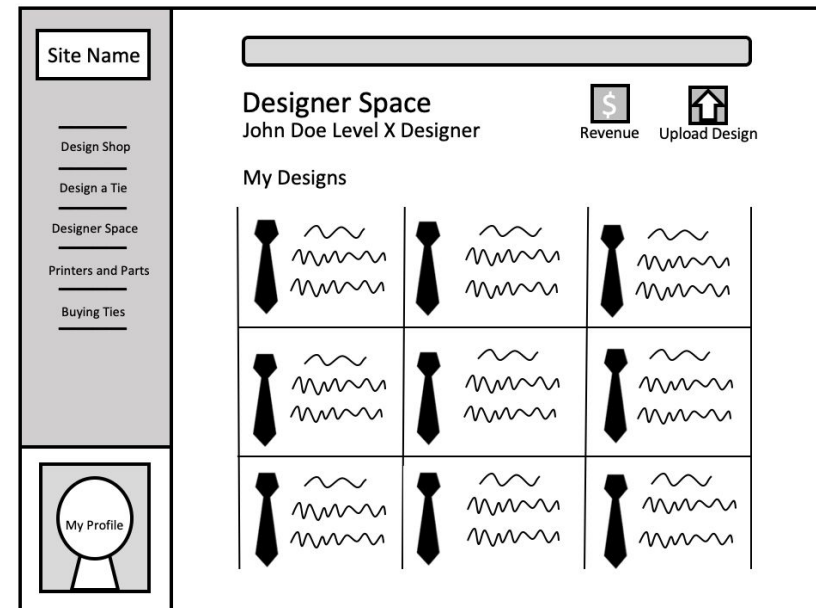 Site Name
Design Shop
Design a Tie
Designer Space
Printers and Parts
Buying Ties
My Profile
Designer Space
John Doe Level X Designer
$
Revenue
Upload Design
My Designs